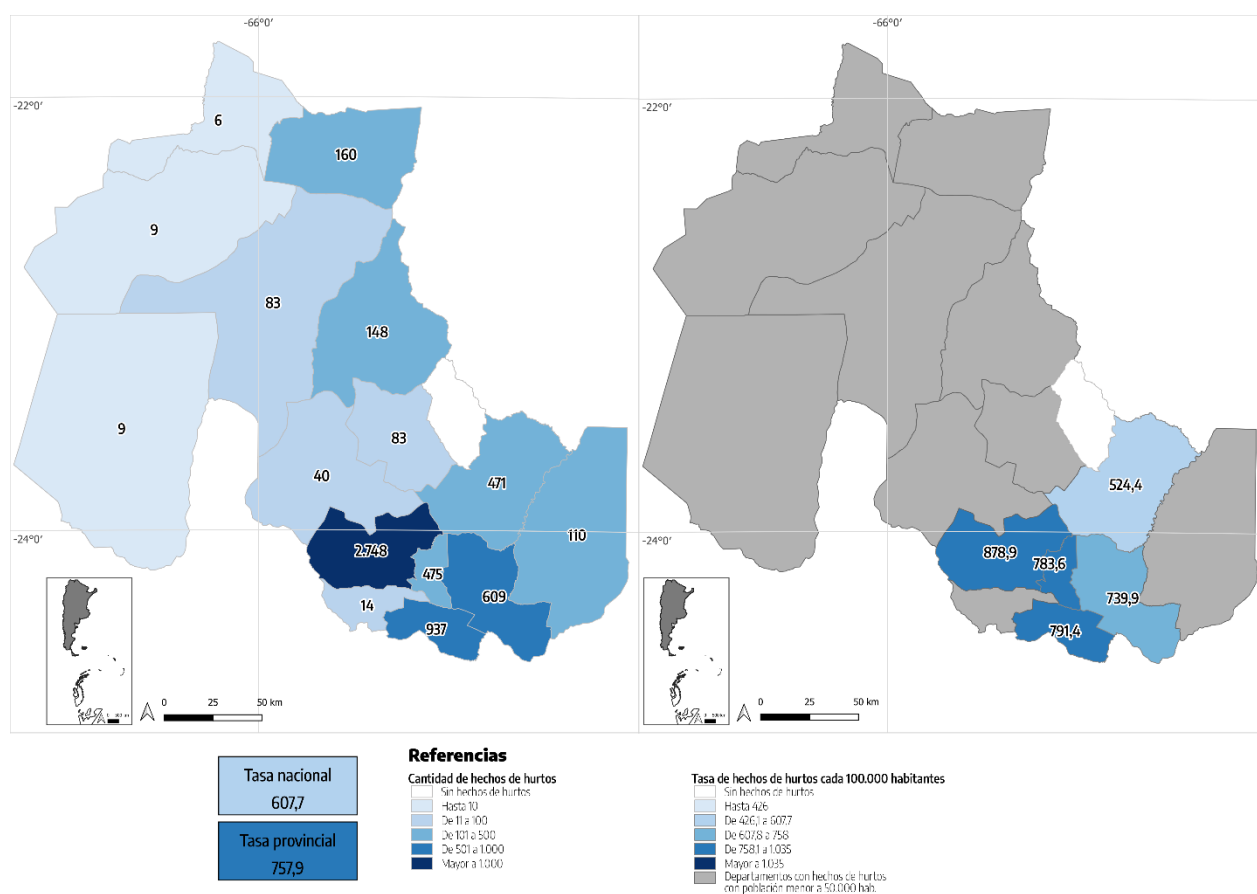 -66°0'
-66°0'
-22°0'
-22°0'
6
160
9
83
148
9
83
40
471
110
524,4
-24°0'
-24°0'
2.748
878,9
783,6
475
609
739,9
14
937
791,4
0 25 50 km
0 25 50 km
Tasa nacional
607,7
Tasa provincial
757,9
Referencias
Cantidad de hechos de hurtos
Sin hechos de hurtos
Hasta 10
De 11 a 100
De 101 a 500
De 501 a 1.000
Mayor a 1.000
Tasa de hechos de hurtos cada 100.000 habitantes
Sin hechos de hurtos
Hasta 426
De 426,1 a 607,7
De 607,8 a 758
De 758,1 a 1.035
Mayor a 1.035
Departamentos con hechos de hurtos
con población menor a 50.000 hab.